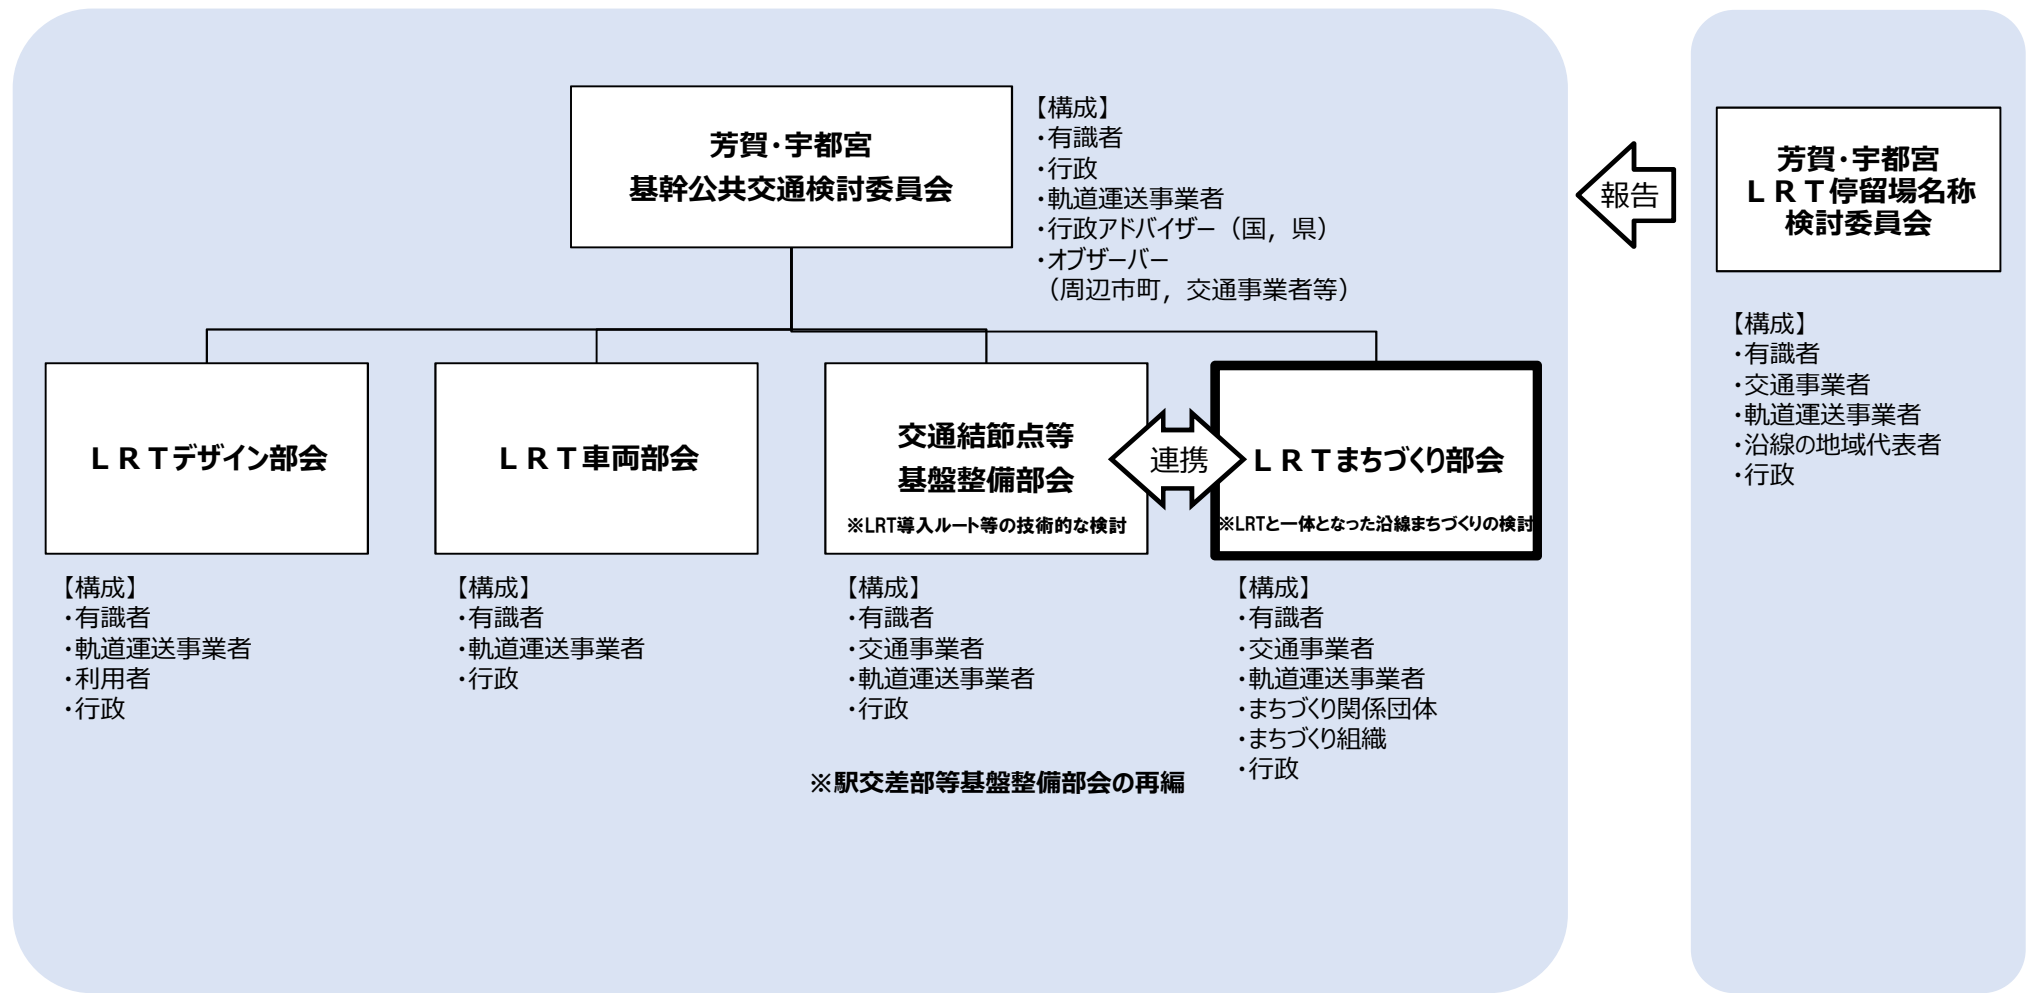 芳賀・宇都宮
基幹公共交通検討委員会
【構成】
・有識者
・行政
・軌道運送事業者
・行政アドバイザー（国，県）
・オブザーバー
（周辺市町，交通事業者等）
報告
芳賀・宇都宮
ＬＲＴ停留場名称
検討委員会
【構成】
・有識者
・交通事業者
・軌道運送事業者
・沿線の地域代表者
・行政
ＬＲＴデザイン部会
【構成】
・有識者
・軌道運送事業者
・利用者
・行政
ＬＲＴ車両部会
【構成】
・有識者
・軌道運送事業者
・行政
交通結節点等
基盤整備部会
※LRT導入ルート等の技術的な検討
【構成】
・有識者
・交通事業者
・軌道運送事業者
・行政
※駅交差部等基盤整備部会の再編
連携
ＬＲＴまちづくり部会
※LRTと一体となった沿線まちづくりの検討
【構成】
・有識者
・交通事業者
・軌道運送事業者
・まちづくり関係団体
・まちづくり組織
・行政